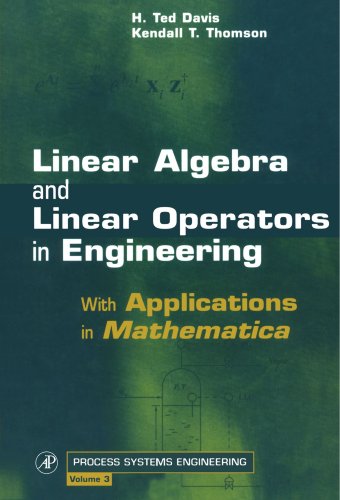 H. Ted Davis
Kendall T. Thomson
Linear Algebra
and
Linear Operators
in Engineering
With Applications
in Mathematica
PROCESS SYSTEMS ENGINEERING
Volume 3
AP